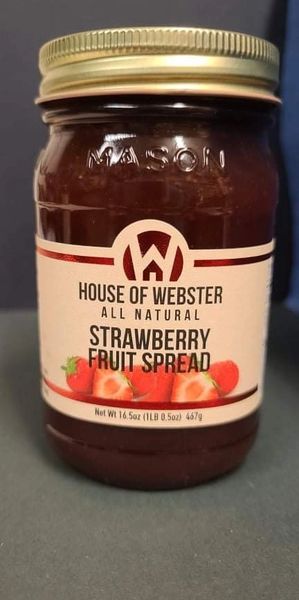 MASON
W
HOUSE OF WEBSTER
ALL NATURAL
STRAWBERRY
FRUIT SPREAD
Net Wt 16.5oz (1LB 0.5oz) 467g